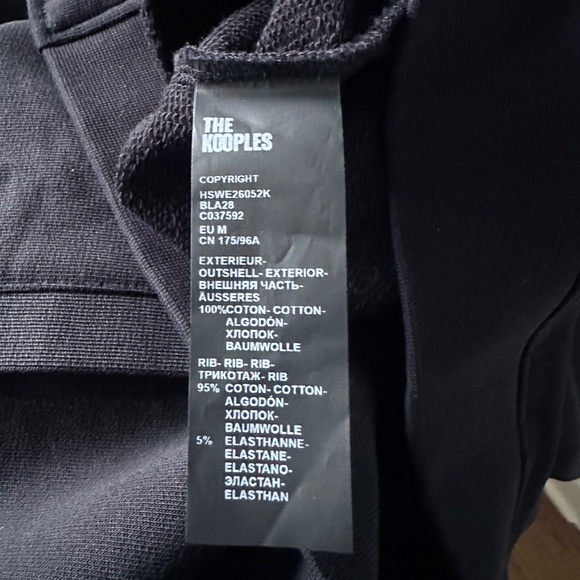 THE
KOOPLES
COPYRIGHT
HSWE26052K
BLA28
C037592
EU M
CN 175/96A
EXTERIEUR-
OUTSHELL- EXTERIOR-
ВНЕШНЯЯ ЧАСТЬ-
ÄUSSERES
100%COTON- COTTON-
ALGODÓN-
ХЛОПОК-
BAUMWOLLE
RIB- RIB- RIB-
ТРИКОТАЖ- RIB
95% COTON- COTTON-
ALGODÓN-
ХЛОПОК-
BAUMWOLLE
5% ELASTHANNE-
ELASTANE-
ELASTANO-
ЭЛАСТАН-
ELASTHAN